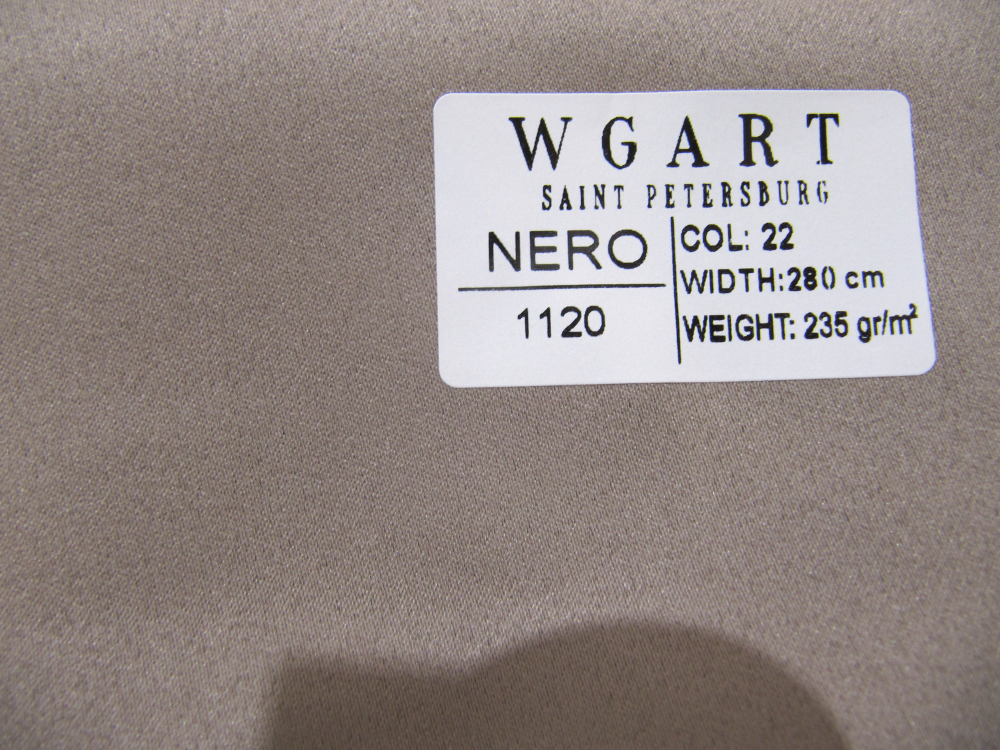 WGART
SAINT PETERSBURG
NERO
1120
COL: 22
WIDTH:280 cm
WEIGHT: 235 gr/m²